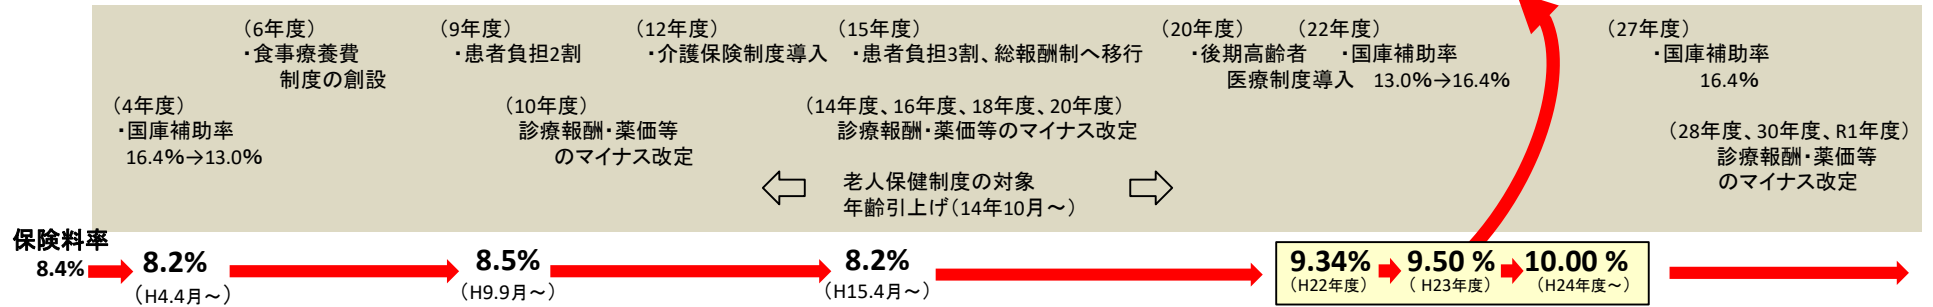 (6年度)
・食事療養費
制度の創設
(9年度)
・患者負担2割
(12年度)
・介護保険制度導入
(15年度)
・患者負担3割、総報酬制へ移行
(20年度)
・後期高齢者
医療制度導入
(22年度)
・国庫補助率
13.0%→16.4%
(27年度)
・国庫補助率
16.4%
(4年度)
・国庫補助率
16.4%→13.0%
(10年度)
診療報酬・薬価等
のマイナス改定
(14年度、16年度、18年度、20年度)
診療報酬・薬価等のマイナス改定
(28年度、30年度、R1年度)
診療報酬・薬価等
のマイナス改定
老人保健制度の対象
年齢引上げ(14年10月~)
保険料率
8.4%
8.2%
(H4.4月~)
8.5%
(H9.9月~)
8.2%
(H15.4月~)
9.34%
(H22年度)
9.50 %
( H23年度)
10.00 %
(H24年度~)